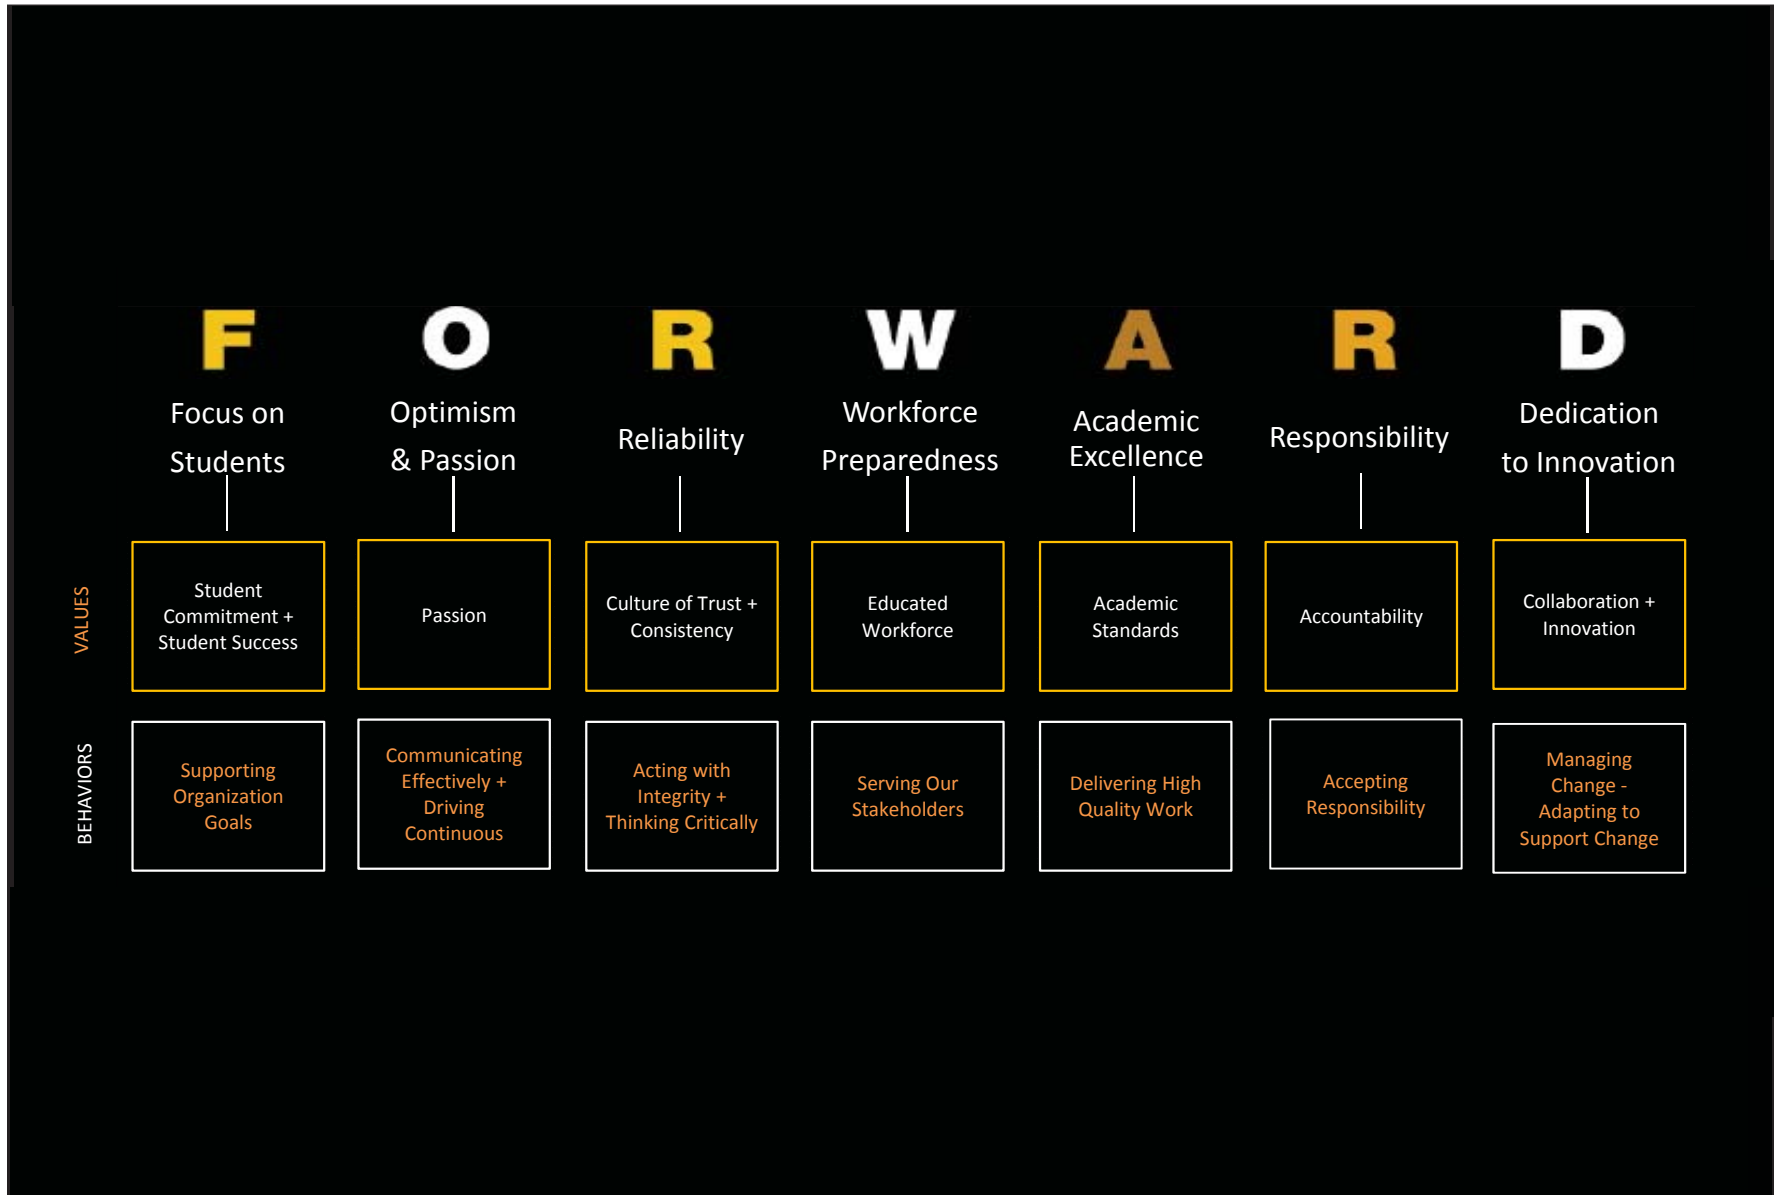 F O R W A R D
Focus on
Students
Optimism
& Passion
Reliability
Workforce
Preparedness
Academic
Excellence
Responsibility
Dedication
to Innovation
VALUES
Student
Commitment +
Student Success
Passion
Culture of Trust +
Consistency
Educated
Workforce
Academic
Standards
Accountability
Collaboration +
Innovation
BEHAVIORS
Supporting
Organization
Goals
Communicating
Effectively +
Driving
Continuous
Acting with
Integrity +
Thinking Critically
Serving Our
Stakeholders
Delivering High
Quality Work
Accepting
Responsibility
Managing
Change -
Adapting to
Support Change